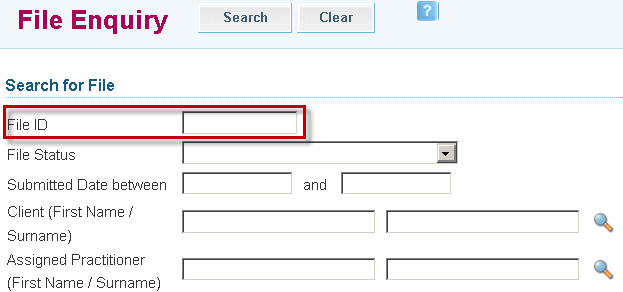 File Enquiry Search Clear ?
Search for File
File ID
File Status
Submitted Date between and
Client (First Name /
Surname)
Assigned Practitioner
(First Name / Surname)